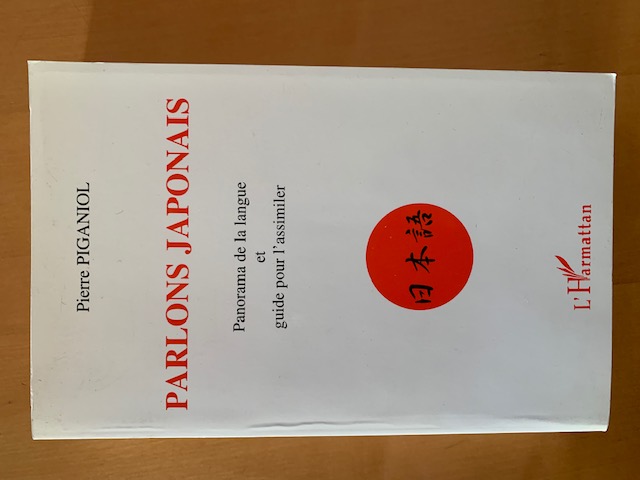 Pierre PIGANIOL
PARLONS JAPONAIS
Panorama de la langue
et
guide pour l'assimiler
日本語
L'Harmattan